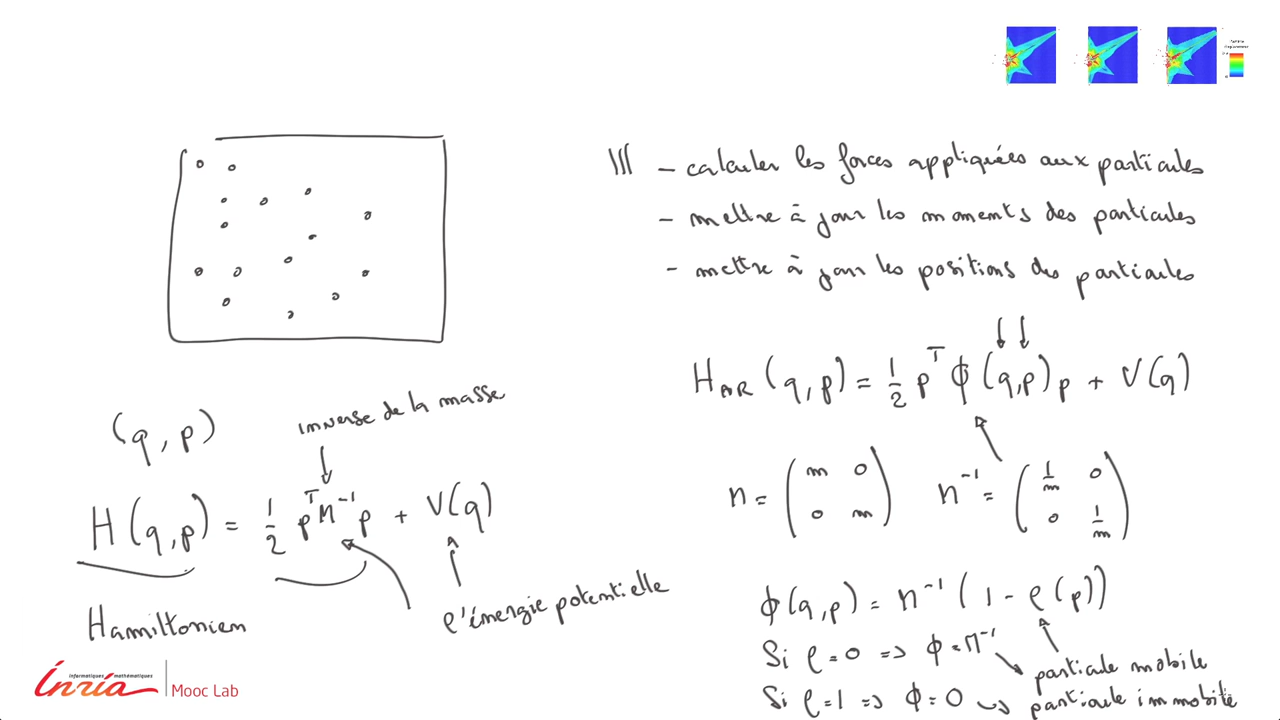 ||| - calculer les forces appliquées aux particules
- mettre à jour les moments des particules
- mettre à jour les positions des particules
H_AR (q,p) = 1/2 p^T ϕ (q,p) p + V(q)
(q, p)
inverse de la masse
H(q,p) = 1/2 p^T M^-1 p + V(q)
Hamiltonien
l'énergie potentielle
M = (m 0
0 m)
M^-1 = (1/m 0
0 1/m)
ϕ(q,p) = M^-1 (1 - ρ(p))
Si ρ=0 => ϕ=M^-1
particule mobile
Si ρ=1 => ϕ=0 particule immobile
informatiques mathématiques
Inria
Mooc Lab